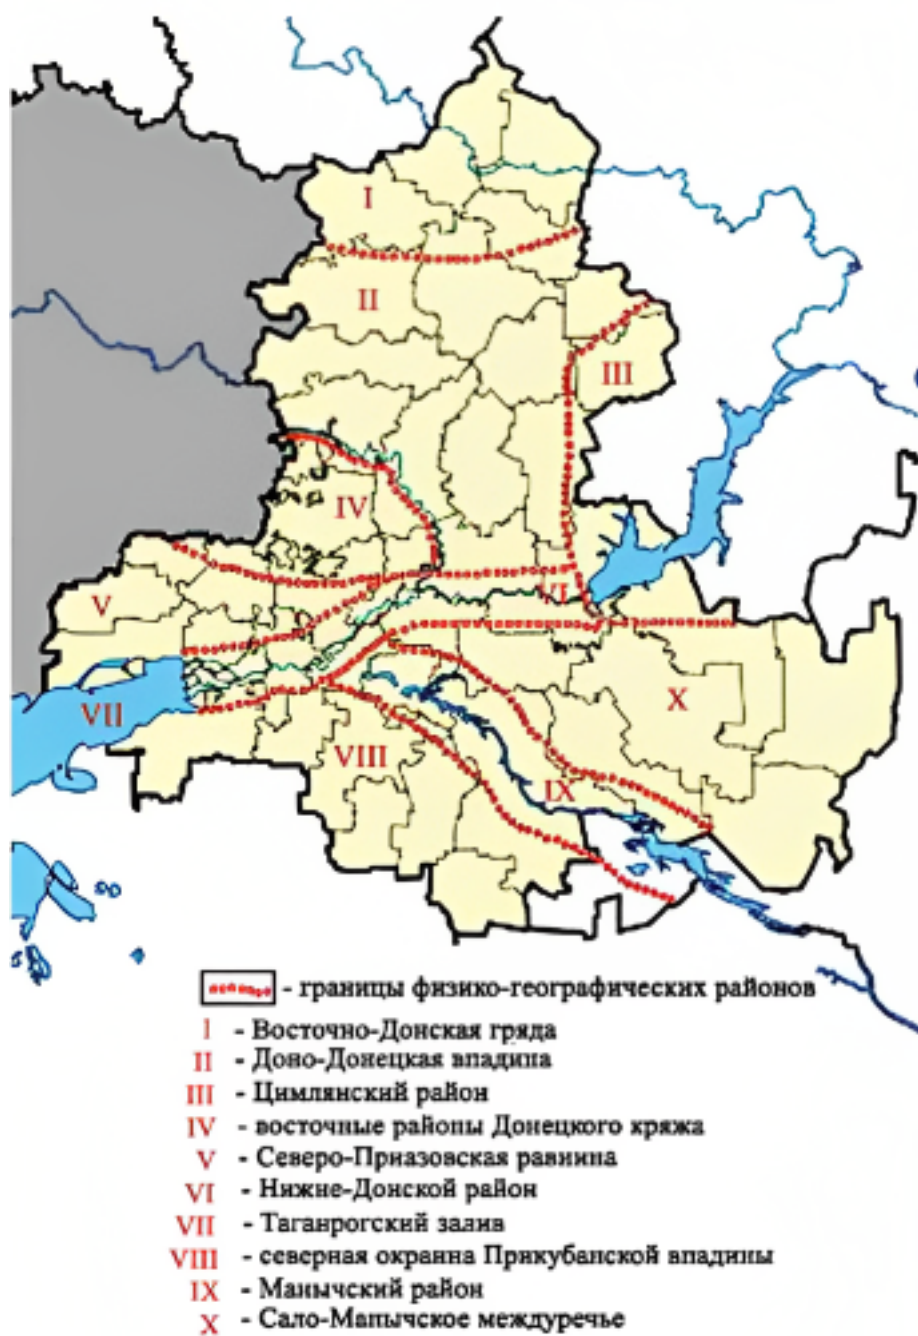 I
II
III
IV
V
VI
VII
VIII
IX
X
- границы физико-географических районов
I - Восточно-Донская гряда
II - Доно-Донецкая впадина
III - Цимлянский район
IV - восточные районы Донецкого кряжа
V - Северо-Приазовская равнина
VI - Нижне-Донской район
VII - Таганрогский залив
VIII - северная окраина Прикубанской впадины
IX - Манычский район
X - Сало-Манычское междуречье